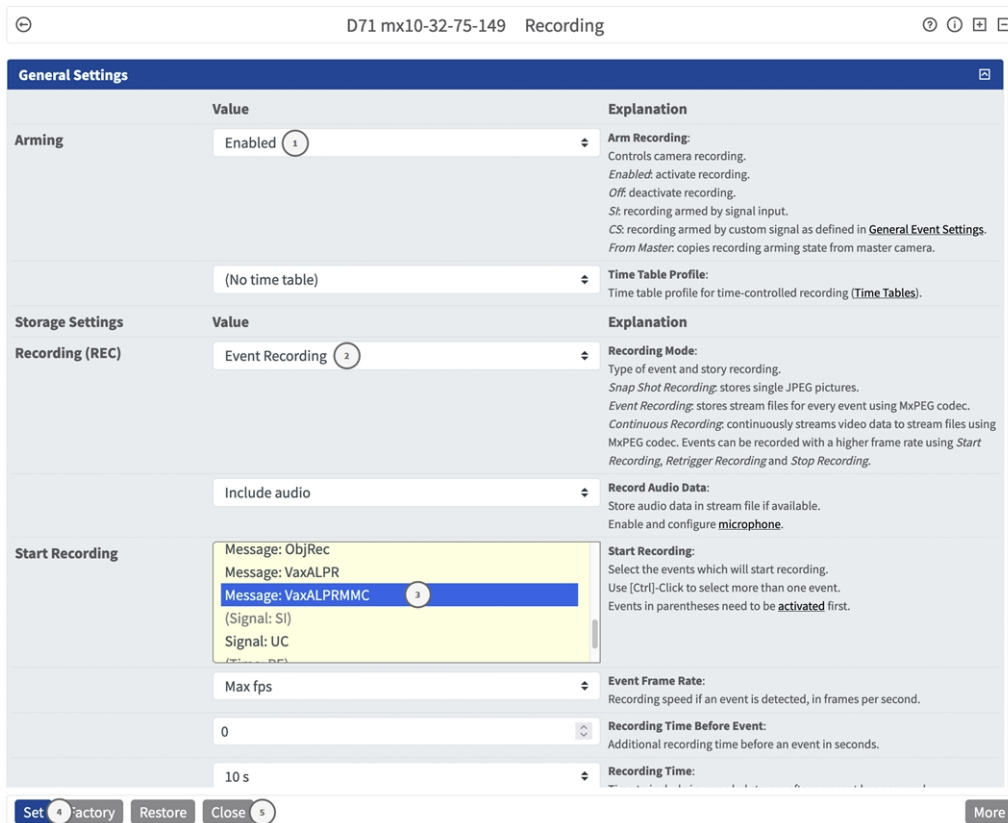 D71 mx10-32-75-149 Recording
General Settings
Value Explanation
Arming
Enabled 1
Arm Recording:
Controls camera recording.
Enabled: activate recording.
Off: deactivate recording.
SI: recording armed by signal input.
CS: recording armed by custom signal as defined in General Event Settings.
From Master: copies recording arming state from master camera.
(No time table)
Time Table Profile:
Time table profile for time-controlled recording (Time Tables).
Storage Settings Value Explanation
Recording (REC)
Event Recording 2
Recording Mode:
Type of event and story recording.
Snap Shot Recording: stores single JPEG pictures.
Event Recording: stores stream files for every event using MxPEG codec.
Continuous Recording: continuously streams video data to stream files using
MxPEG codec. Events can be recorded with a higher frame rate using Start
Recording, Retrigger Recording and Stop Recording.
Include audio
Record Audio Data:
Store audio data in stream file if available.
Enable and configure microphone.
Start Recording
Message: ObjRec
Message: VaxALPR
Message: VaxALPRMMC 3
(Signal: SI)
Signal: UC
Start Recording:
Select the events which will start recording.
Use [Ctrl]-Click to select more than one event.
Events in parentheses need to be activated first.
Max fps
Event Frame Rate:
Recording speed if an event is detected, in frames per second.
0
Recording Time Before Event:
Additional recording time before an event in seconds.
10 s
Recording Time:
Set 4 Factory Restore Close 5 More